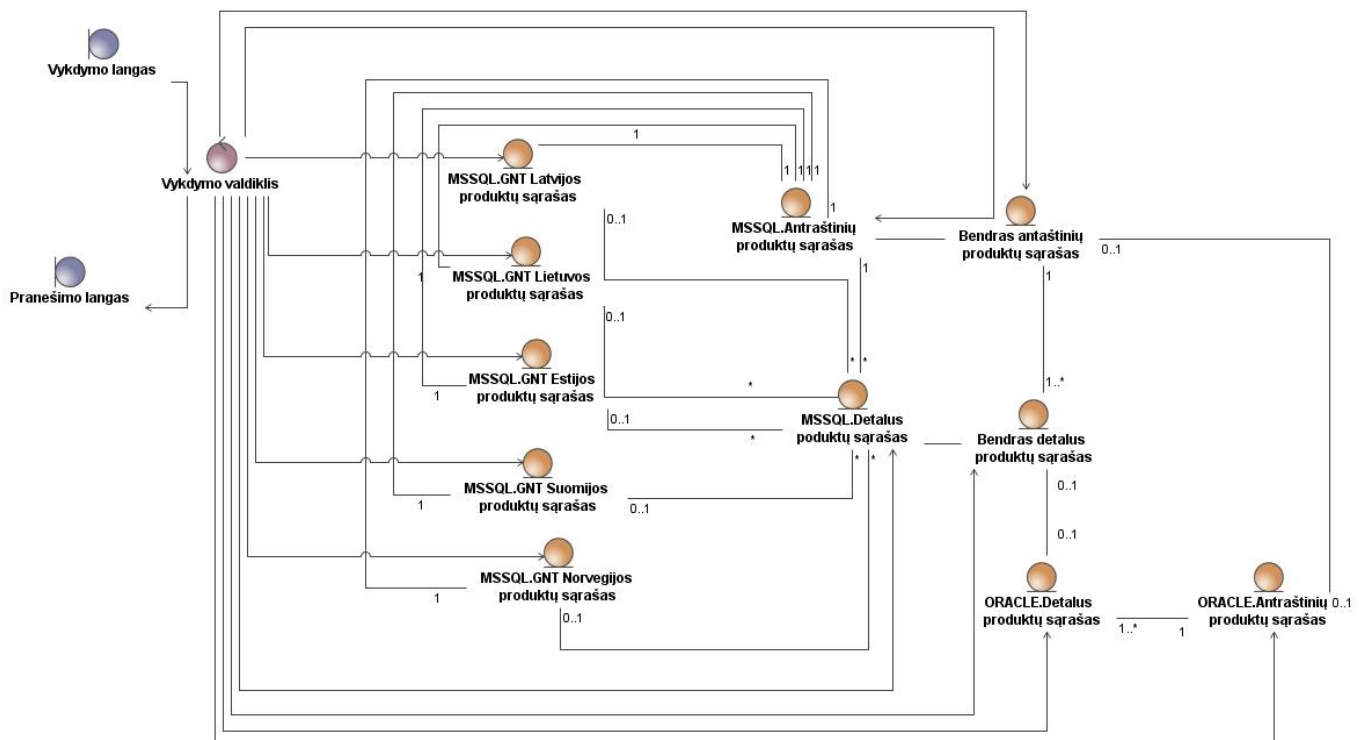 Vykdymo langas
Vykdymo valdiklis
Pranešimo langas
1
MSSQL.GNT Latvijos
produktų sąrašas
1
1
1
1
0..1
1
MSSQL.Antraštinių
produktų sąrašas
Bendras antaštinių
produktų sąrašas
0..1
1
MSSQL.GNT Lietuvos
produktų sąrašas
1
1
0..1
MSSQL.GNT Estijos
produktų sąrašas
1
*
*
*
1..*
0..1
*
MSSQL.Detalus
poduktų sąrašas
Bendras detalus
produktų sąrašas
*
*
0..1
MSSQL.GNT Suomijos
produktų sąrašas
1
0..1
0..1
MSSQL.GNT Norvegijos
produktų sąrašas
1
0..1
ORACLE.Detalus
produktų sąrašas
1..*
1
ORACLE.Antraštinių
produktų sąrašas
0..1